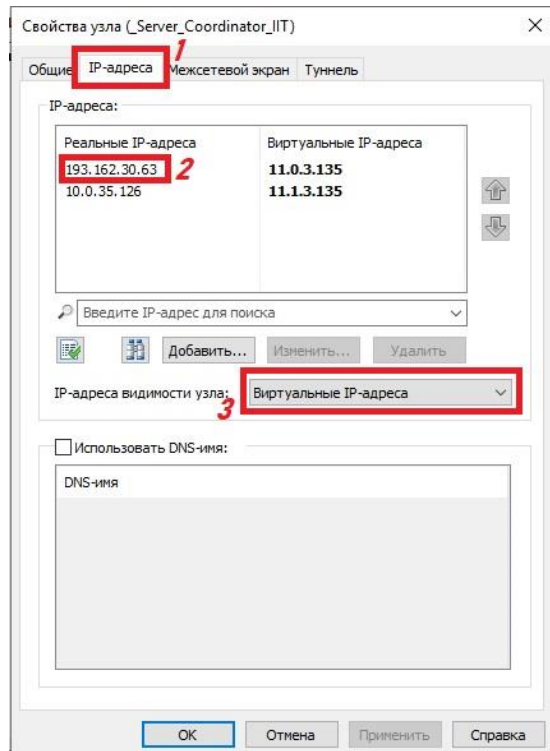 Свойства узла (_Server_Coordinator_IIT)
1
Общие IP-адреса Межсетевой экран Туннель
IP-адреса:
Реальные IP-адреса Виртуальные IP-адреса
193.162.30.63 2 11.0.3.135
10.0.35.126 11.1.3.135
Введите IP-адрес для поиска
Добавить... Изменить... Удалить
IP-адреса видимости узла: Виртуальные IP-адреса
3
Использовать DNS-имя:
DNS-имя
OK Отмена Применить Справка